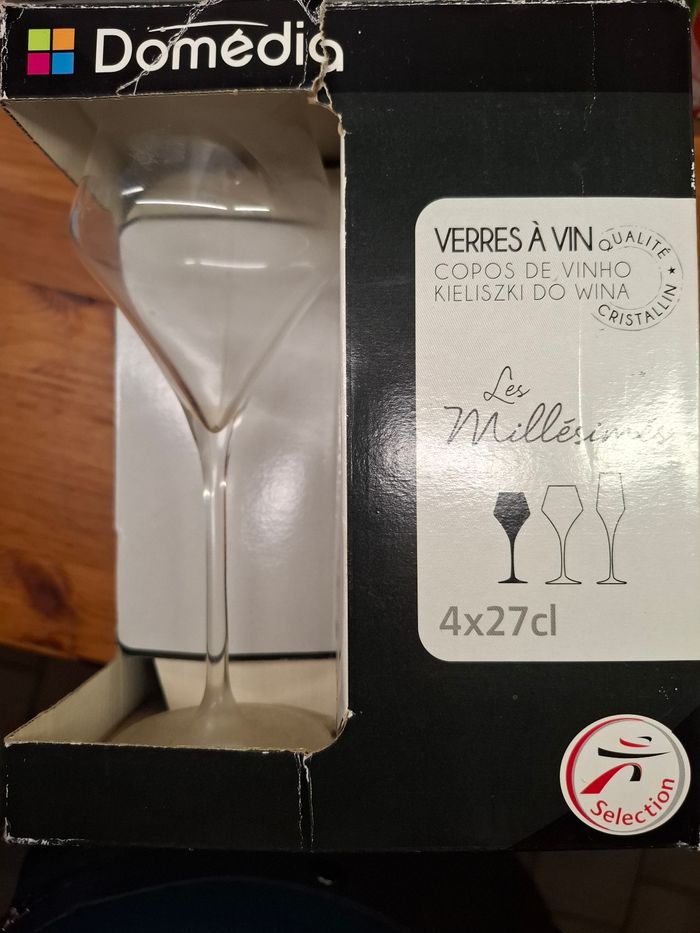 Domédia
VERRES À VIN
COPOS DE VINHO
KIELISZKI DO WINA
QUALITÉ
CRISTALLIN
Les
Millésimés
4x27cl
Selection